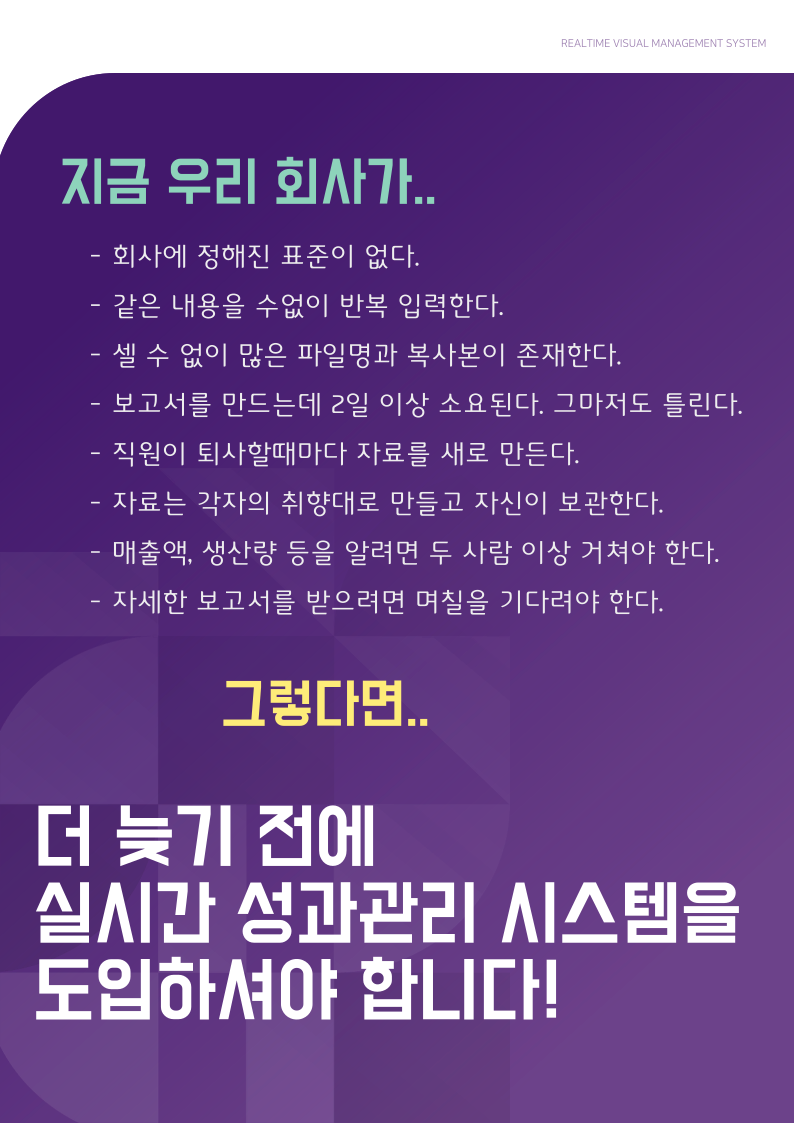 REALTIME VISUAL MANAGEMENT SYSTEM
지금 우리 회사가..
- 회사에 정해진 표준이 없다.
- 같은 내용을 수없이 반복 입력한다.
- 셀 수 없이 많은 파일명과 복사본이 존재한다.
- 보고서를 만드는데 2일 이상 소요된다. 그마저도 틀린다.
- 직원이 퇴사할때마다 자료를 새로 만든다.
- 자료는 각자의 취향대로 만들고 자신이 보관한다.
- 매출액, 생산량 등을 알려면 두 사람 이상 거쳐야 한다.
- 자세한 보고서를 받으려면 며칠을 기다려야 한다.
그렇다면..
더 늦기 전에
실시간 성과관리 시스템을
도입하셔야 합니다!